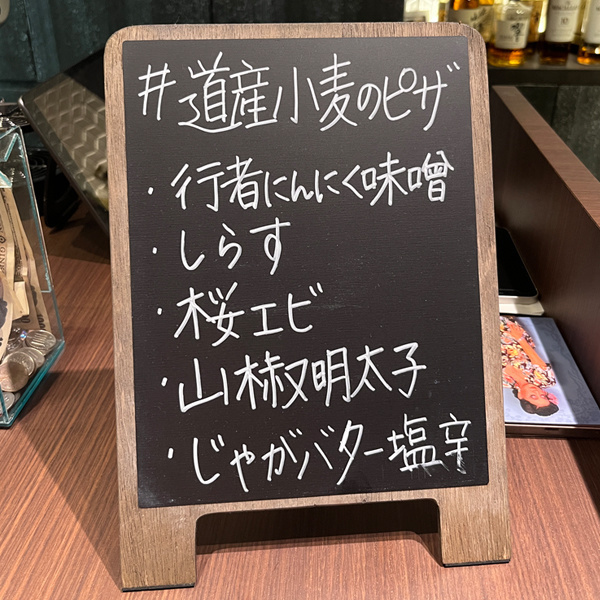 #道産小麦のピザ
・行者にんにく味噌
・しらす
・桜エビ
・山椒明太子
・じゃがバター塩辛